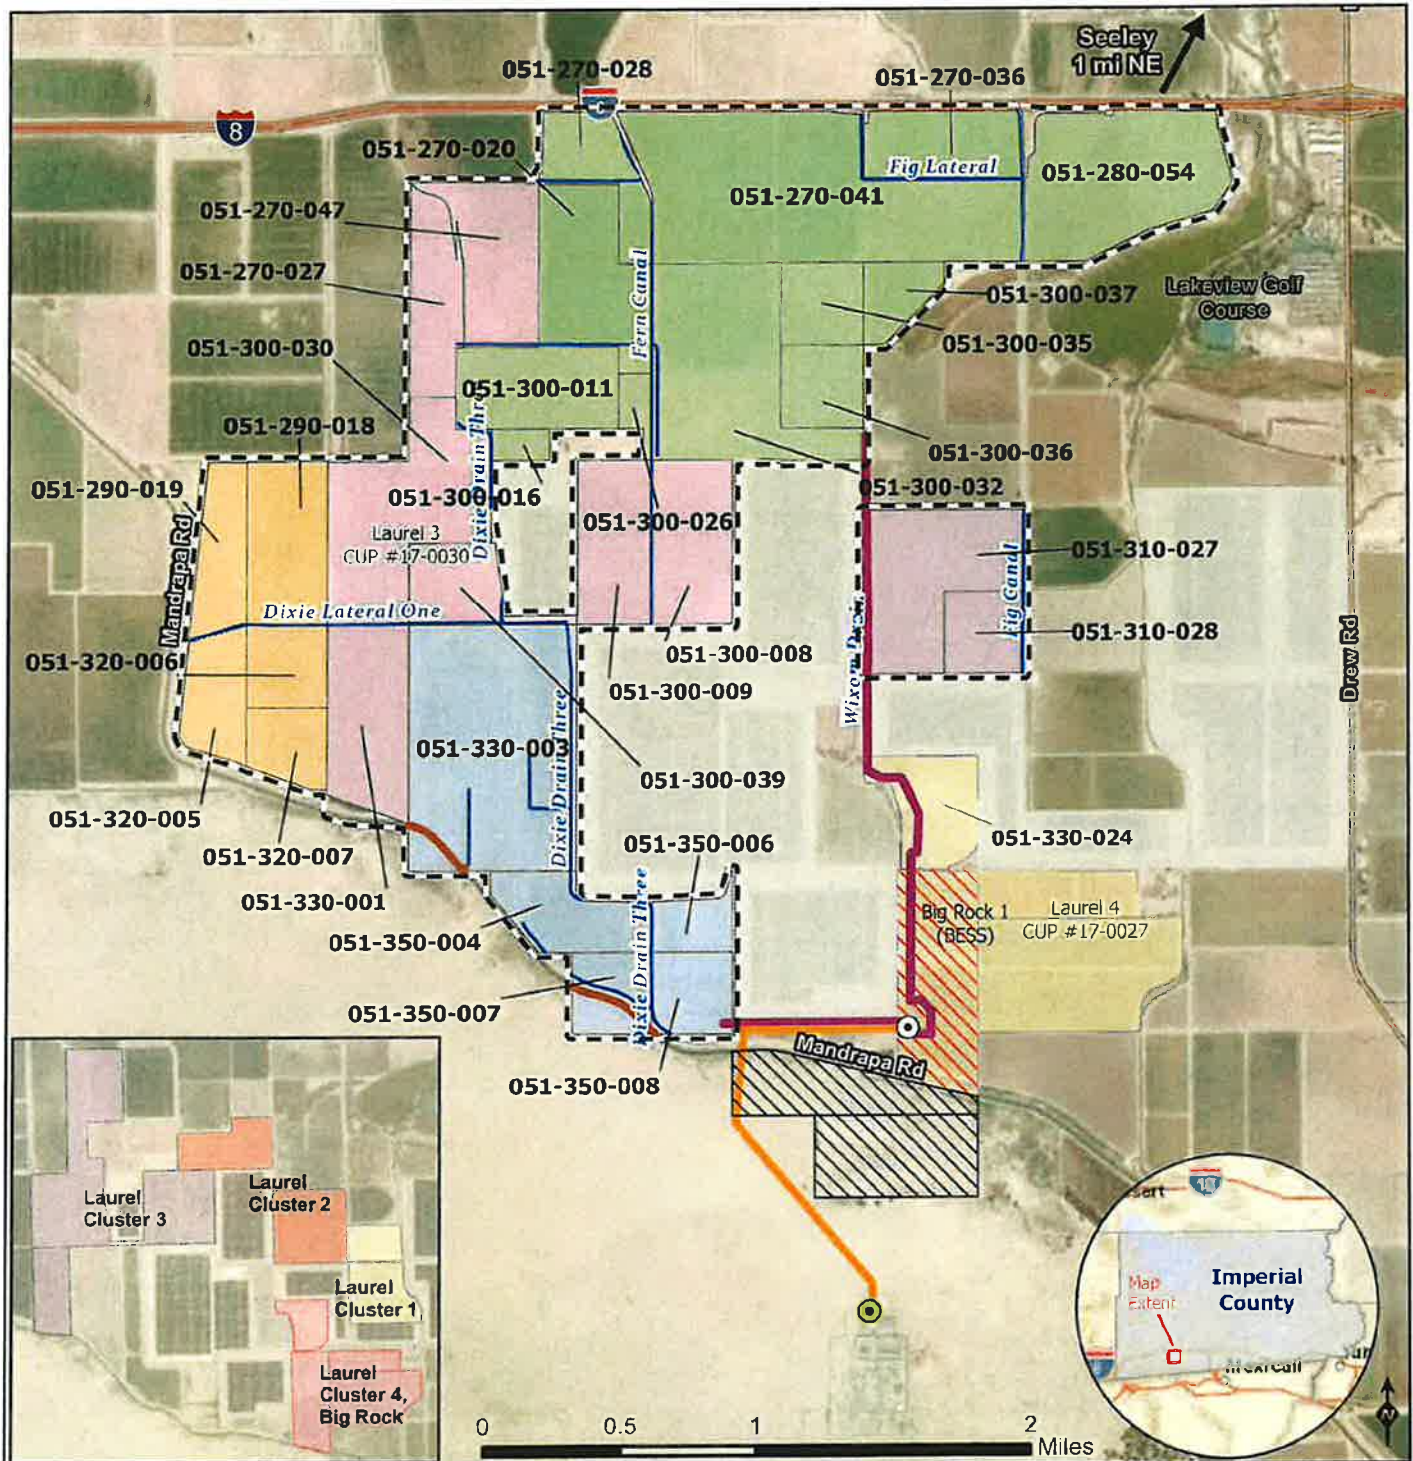 Seeley
1 mi NE
051-270-028
051-270-036
8
051-270-020
Fig Lateral
051-280-054
051-270-041
051-270-047
Fern Canal
051-270-027
051-300-037
Lakeview Golf
Course
051-300-030
051-300-035
051-300-011
051-290-018
051-300-036
051-290-019
051-300-016
051-300-032
Mandrapa Rd
Laurel 3
CUP #17-0030
051-300-026
051-310-027
Fig Canal
Dixie Lateral One
051-310-028
051-320-006
051-300-008
Drew Rd
051-300-009
051-330-003
Dixie Drain Three
051-300-039
051-320-005
051-330-024
051-320-007
051-350-006
051-330-001
Big Rock 1
(BESS)
Laurel 4
CUP #17-0027
051-350-004
Dixie Drain Three
051-350-007
Mandrapa Rd
051-350-008
Laurel
Cluster 3
Laurel
Cluster 2
Laurel
Cluster 1
Laurel
Cluster 4,
Big Rock
Imperial
County
Map
Extent
0
0.5
1
2
Miles
N